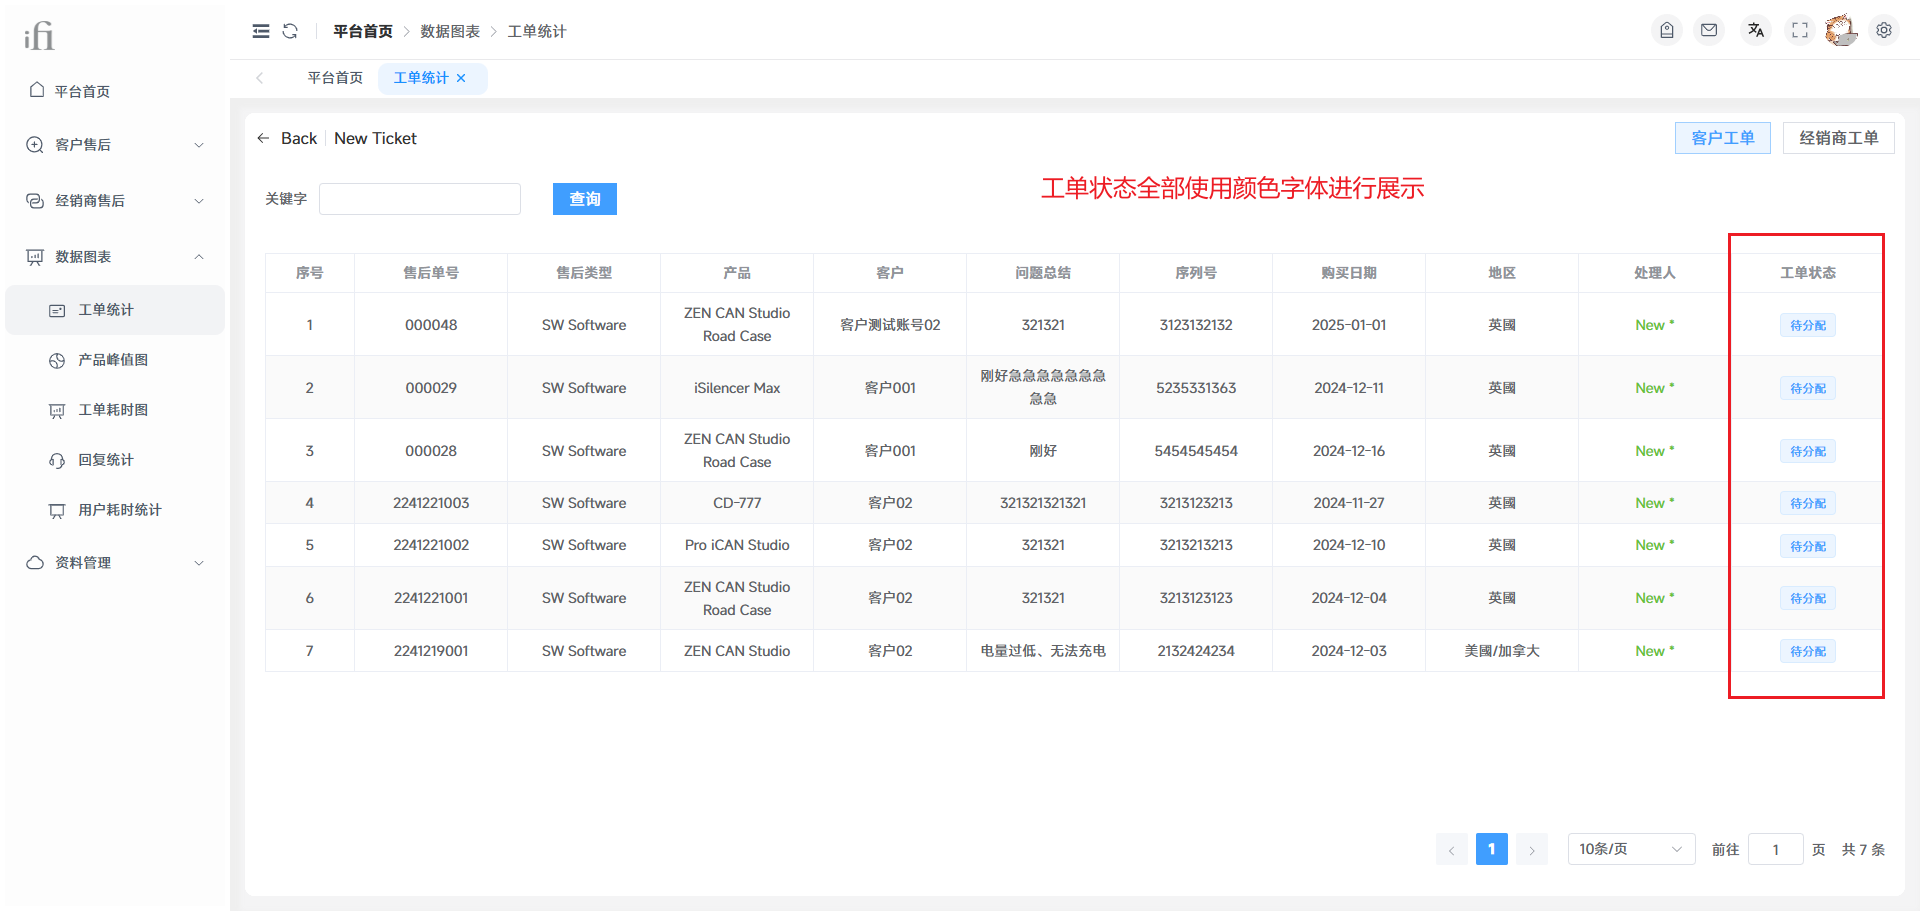 ifi
平台首页
客户售后
经销商售后
数据图表
工单统计
产品峰值图
工单耗时图
回复统计
用户耗时统计
资料管理
平台首页 > 数据图表 > 工单统计
平台首页 工单统计 ×
← Back New Ticket
客户工单 经销商工单
关键字 查询
工单状态全部使用颜色字体进行展示
序号 售后单号 售后类型 产品 客户 问题总结 序列号 购买日期 地区 处理人 工单状态
1 000048 SW Software ZEN CAN Studio Road Case 客户测试账号02 321321 3123132132 2025-01-01 英國 New * 待分配
2 000029 SW Software iSilencer Max 客户001 刚好急急急急急急急急急 5235331363 2024-12-11 英國 New * 待分配
3 000028 SW Software ZEN CAN Studio Road Case 客户001 刚好 5454545454 2024-12-16 英國 New * 待分配
4 2241221003 SW Software CD-777 客户02 321321321321 3213123213 2024-11-27 英國 New * 待分配
5 2241221002 SW Software Pro iCAN Studio 客户02 321321 3213213213 2024-12-10 英國 New * 待分配
6 2241221001 SW Software ZEN CAN Studio Road Case 客户02 321321 3213123123 2024-12-04 英國 New * 待分配
7 2241219001 SW Software ZEN CAN Studio 客户02 电量过低、无法充电 2132424234 2024-12-03 美國/加拿大 New * 待分配
< 1 > 10条/页 前往 1 页 共 7 条